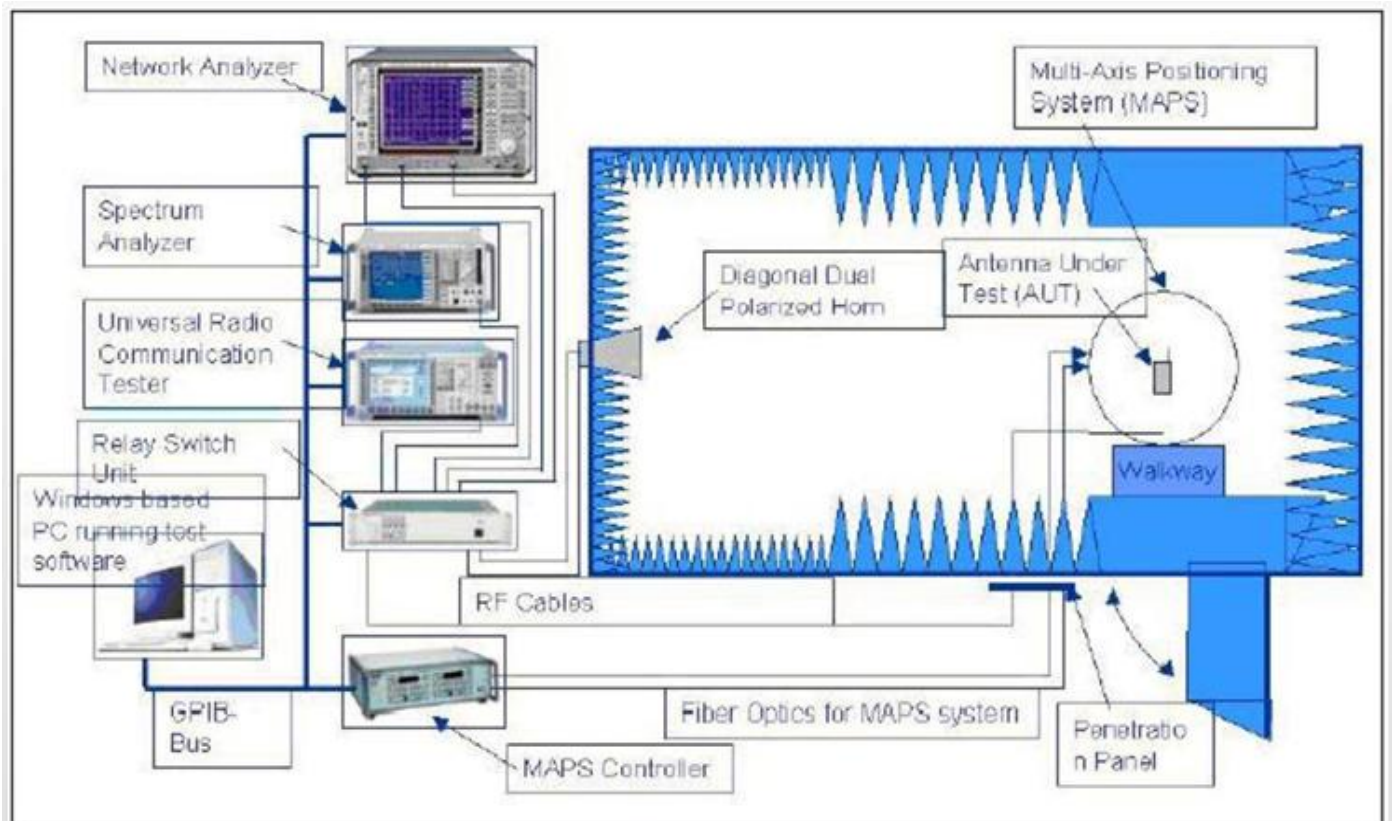 Network Analyzer
Multi-Axis Positioning
System (MAPS)
Spectrum
Analyzer
Diagonal Dual
Polarized Horn
Antenna Under
Test (AUT)
Universal Radio
Communication
Tester
Relay Switch
Unit
Walkway
Windows based
PC running test
software
RF Cables
GPIB-
Bus
Fiber Optics for MAPS system
Penetratio
n Panel
MAPS Controller